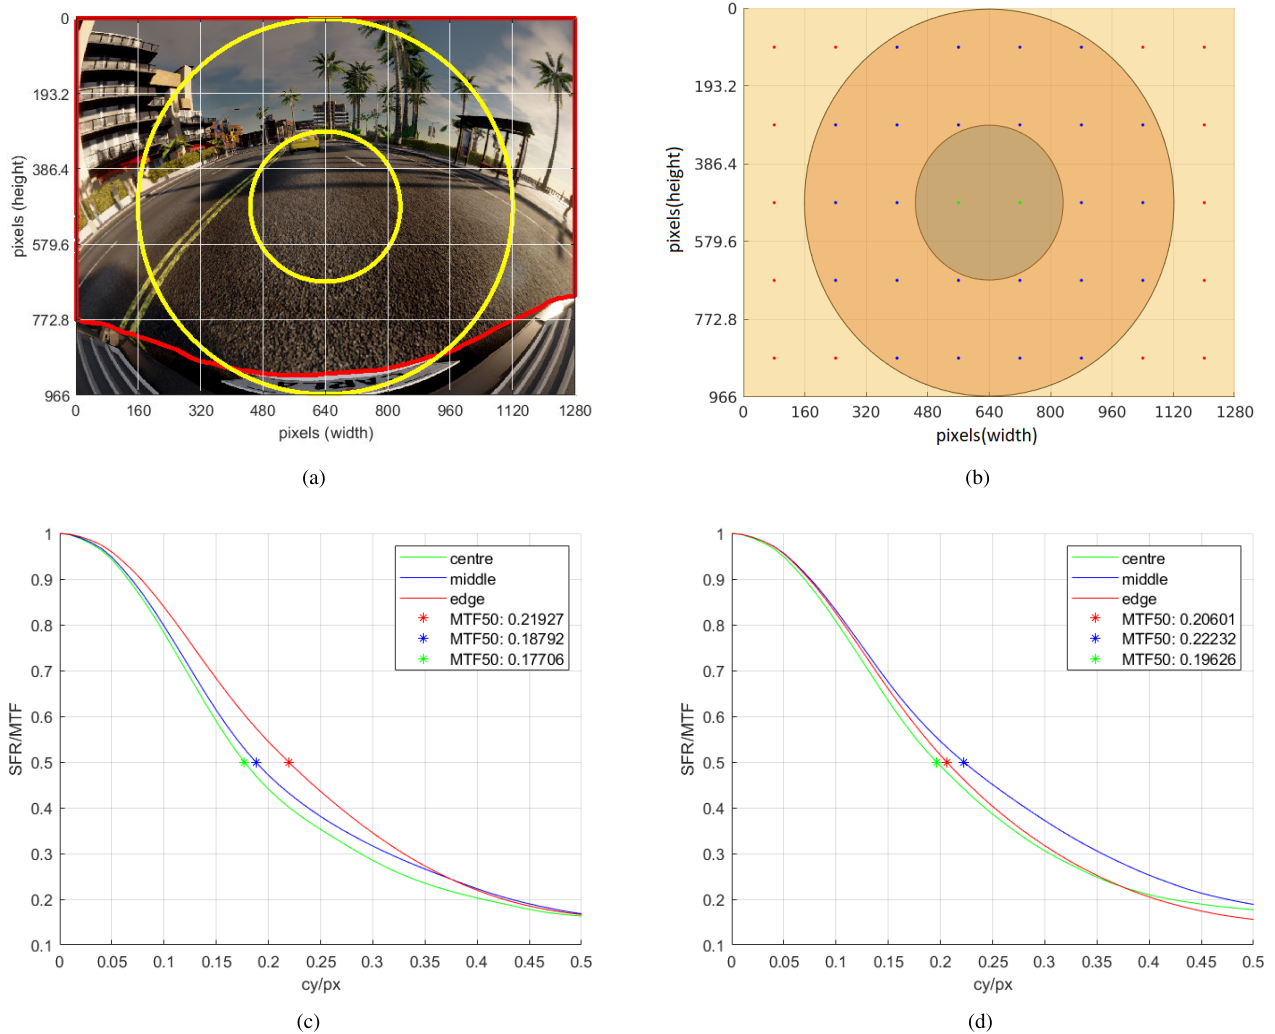 0
193.2
386.4
579.6
772.8
966
pixels (height)
0 160 320 480 640 800 960 1120 1280
pixels (width)
(a)
0
193.2
386.4
579.6
772.8
966
pixels(height)
0 160 320 480 640 800 960 1120 1280
pixels(width)
(b)
1
0.9
0.8
0.7
0.6
0.5
0.4
0.3
0.2
0.1
SFR/MTF
centre
middle
edge
MTF50: 0.21927
MTF50: 0.18792
MTF50: 0.17706
0 0.05 0.1 0.15 0.2 0.25 0.3 0.35 0.4 0.45 0.5
cy/px
(c)
1
0.9
0.8
0.7
0.6
0.5
0.4
0.3
0.2
0.1
SFR/MTF
centre
middle
edge
MTF50: 0.20601
MTF50: 0.22232
MTF50: 0.19626
0 0.05 0.1 0.15 0.2 0.25 0.3 0.35 0.4 0.45 0.5
cy/px
(d)